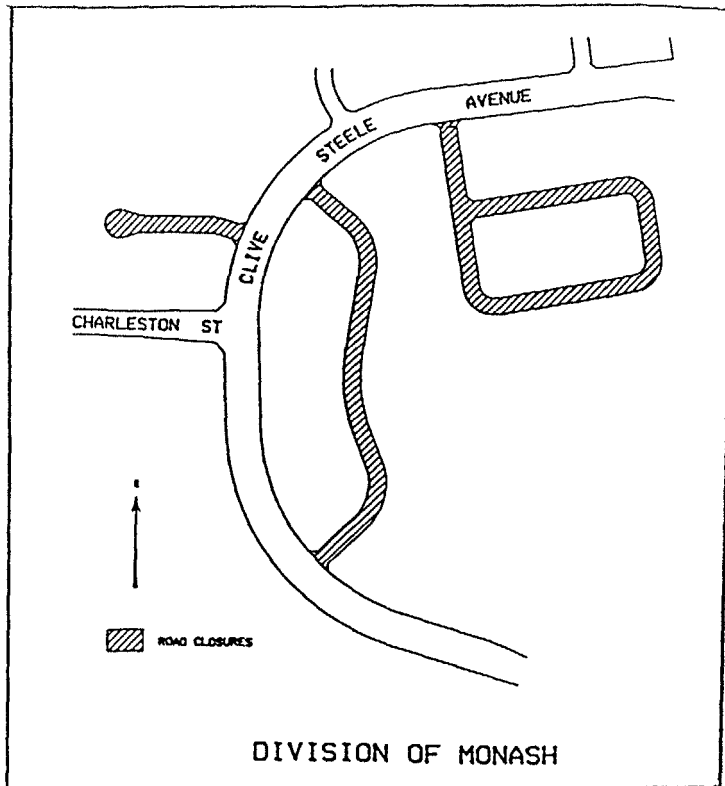 AVENUE
STEELE
CLIVE
CHARLESTON ST
ROAD CLOSURES
DIVISION OF MONASH